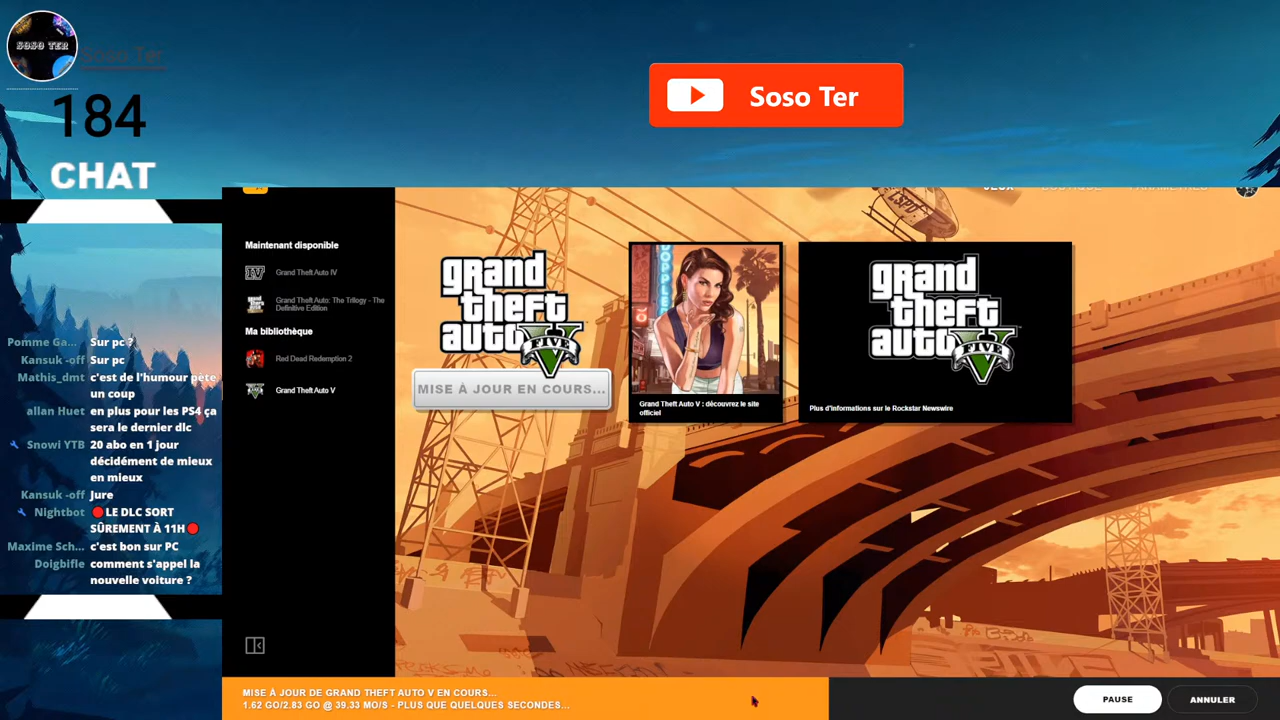 SOSO TER
Soso Ter
184
CHAT
Soso Ter
JEUX BOUTIQUE PARAMÈTRES
LSPD
Maintenant disponible
IV Grand Theft Auto IV
Grand Theft Auto: The Trilogy - The
Definitive Edition
Ma bibliothèque
Red Dead Redemption 2
Grand Theft Auto V
grand
theft
auto
V
FIVE
MISE À JOUR EN COURS...
Grand Theft Auto V : découvrez le site
officiel
grand
theft
auto
V
FIVE
Plus d'informations sur le Rockstar Newswire
Pomme Ga... Sur pc ?
Kansuk -off Sur pc
Mathis_dmt c'est de l'humour pète
un coup
allan Huet en plus pour les PS4 ça
sera le dernier dlc
Snowi YTB 20 abo en 1 jour
décidément de mieux
en mieux
Kansuk -off Jure
Nightbot 🔴LE DLC SORT
SÛREMENT À 11H🔴
Maxime Sch... c'est bon sur PC
Doigbifle comment s'appel la
nouvelle voiture ?
MISE À JOUR DE GRAND THEFT AUTO V EN COURS...
1.62 GO/2.83 GO @ 39.33 MO/S - PLUS QUE QUELQUES SECONDES...
PAUSE
ANNULER